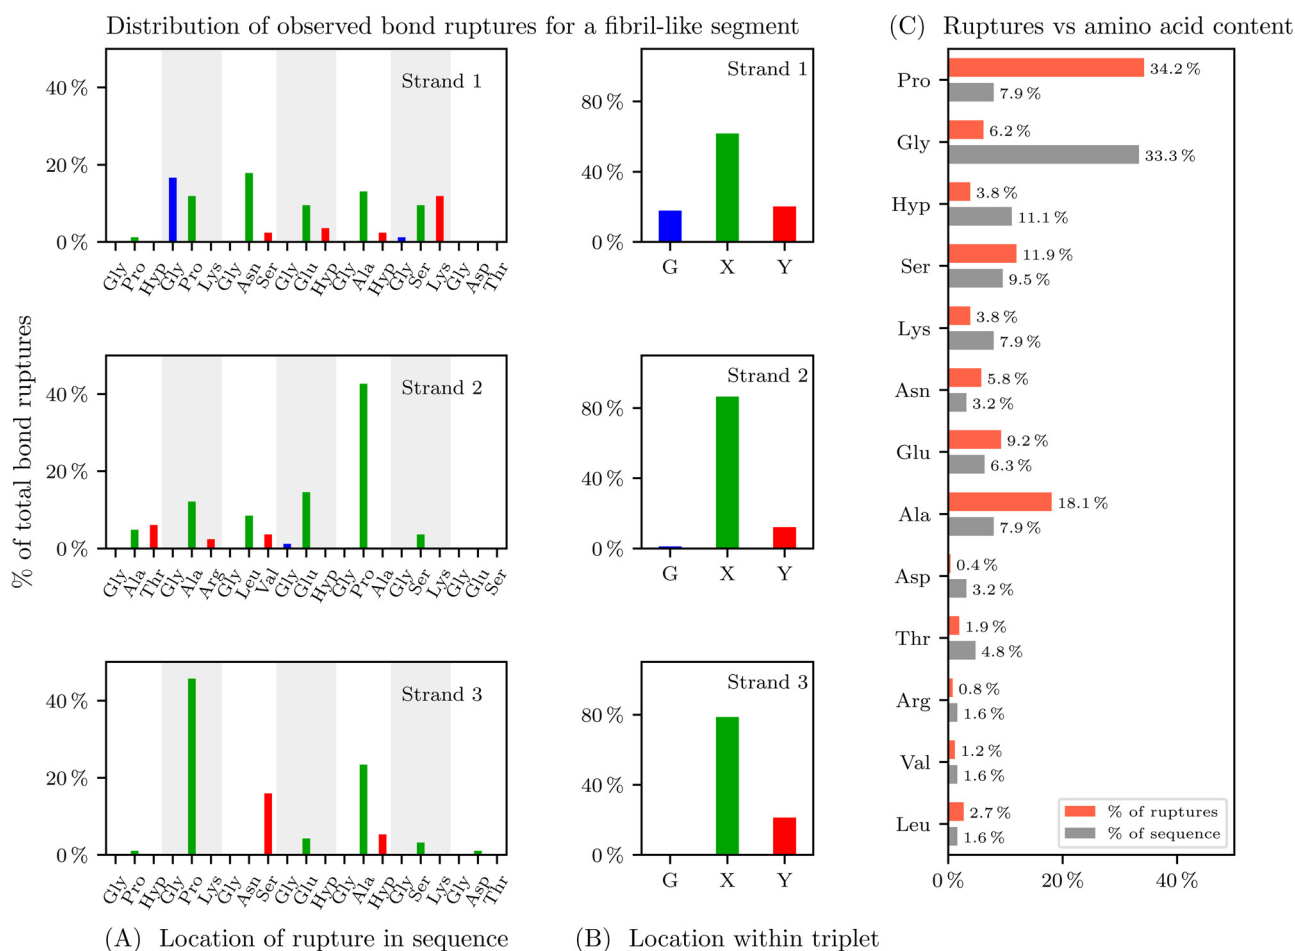 Distribution of observed bond ruptures for a fibril-like segment
% of total bond ruptures
Strand 1
40 %
20 %
0 %
Gly Pro Hyp Gly Pro Lys Gly Asn Ser Gly Glu Hyp Gly Ala Hyp Gly Ser Lys Gly Asp Thr
Strand 2
40 %
20 %
0 %
Gly Ala Thr Gly Ala Arg Gly Leu Val Gly Glu Hyp Gly Pro Ala Gly Ser Lys Gly Glu Ser
Strand 3
40 %
20 %
0 %
Gly Pro Hyp Gly Pro Lys Gly Asn Ser Gly Glu Hyp Gly Ala Hyp Gly Ser Lys Gly Asp Thr
(A) Location of rupture in sequence
Strand 1
80 %
40 %
0 %
G X Y
Strand 2
80 %
40 %
0 %
G X Y
Strand 3
80 %
40 %
0 %
G X Y
(B) Location within triplet
(C) Ruptures vs amino acid content
Pro 34.2 %
7.9 %
Gly 6.2 %
33.3 %
Hyp 3.8 %
11.1 %
Ser 11.9 %
9.5 %
Lys 3.8 %
7.9 %
Asn 5.8 %
3.2 %
Glu 9.2 %
6.3 %
Ala 18.1 %
7.9 %
Asp 0.4 %
3.2 %
Thr 1.9 %
4.8 %
Arg 0.8 %
1.6 %
Val 1.2 %
1.6 %
Leu 2.7 %
1.6 %
% of ruptures
% of sequence
0 % 20 % 40 %